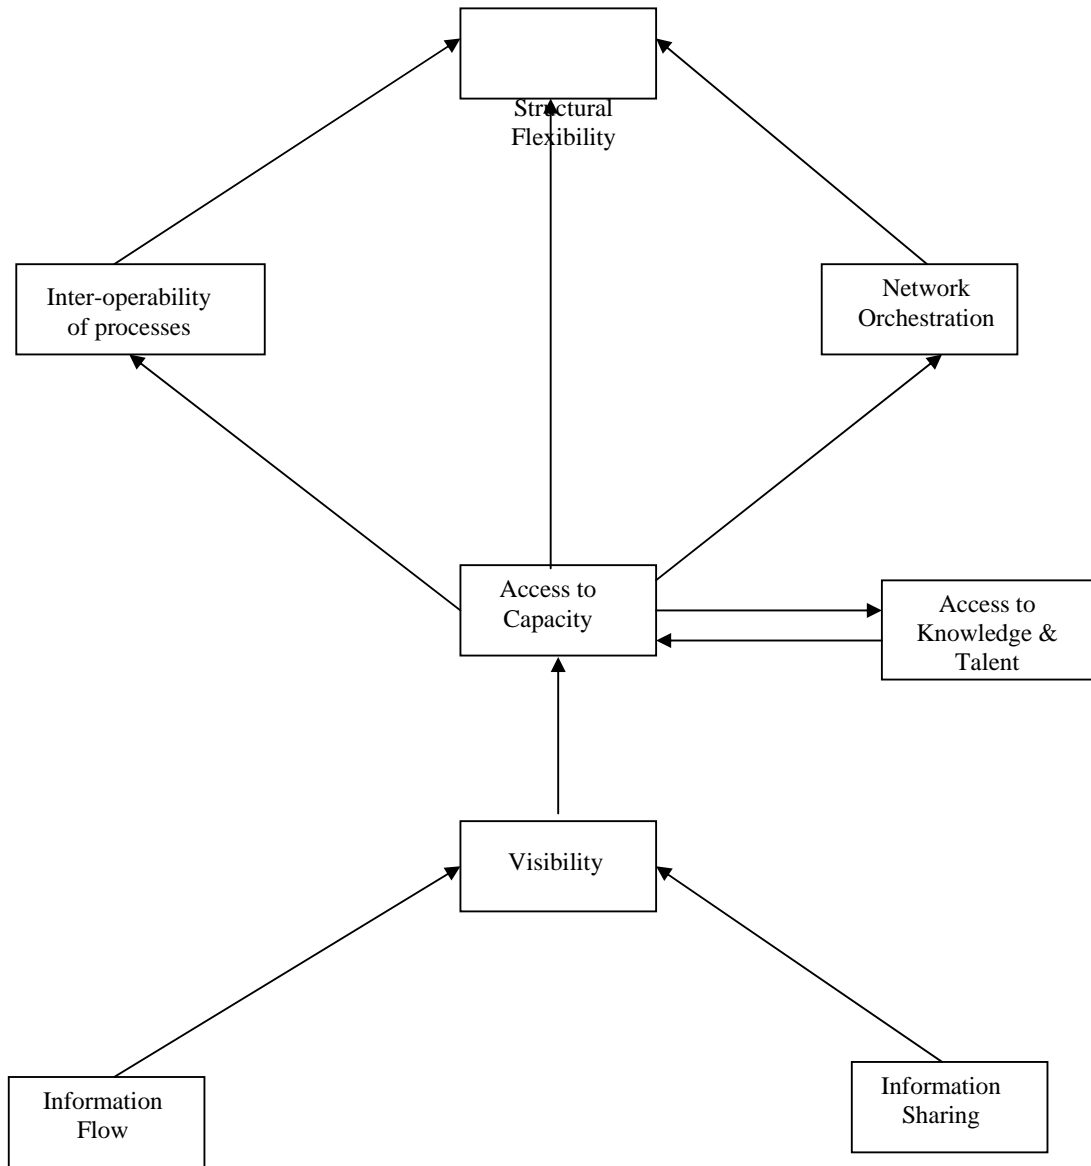 Structural
Flexibility
Inter-operability
of processes
Network
Orchestration
Access to
Capacity
Access to
Knowledge &
Talent
Visibility
Information
Flow
Information
Sharing